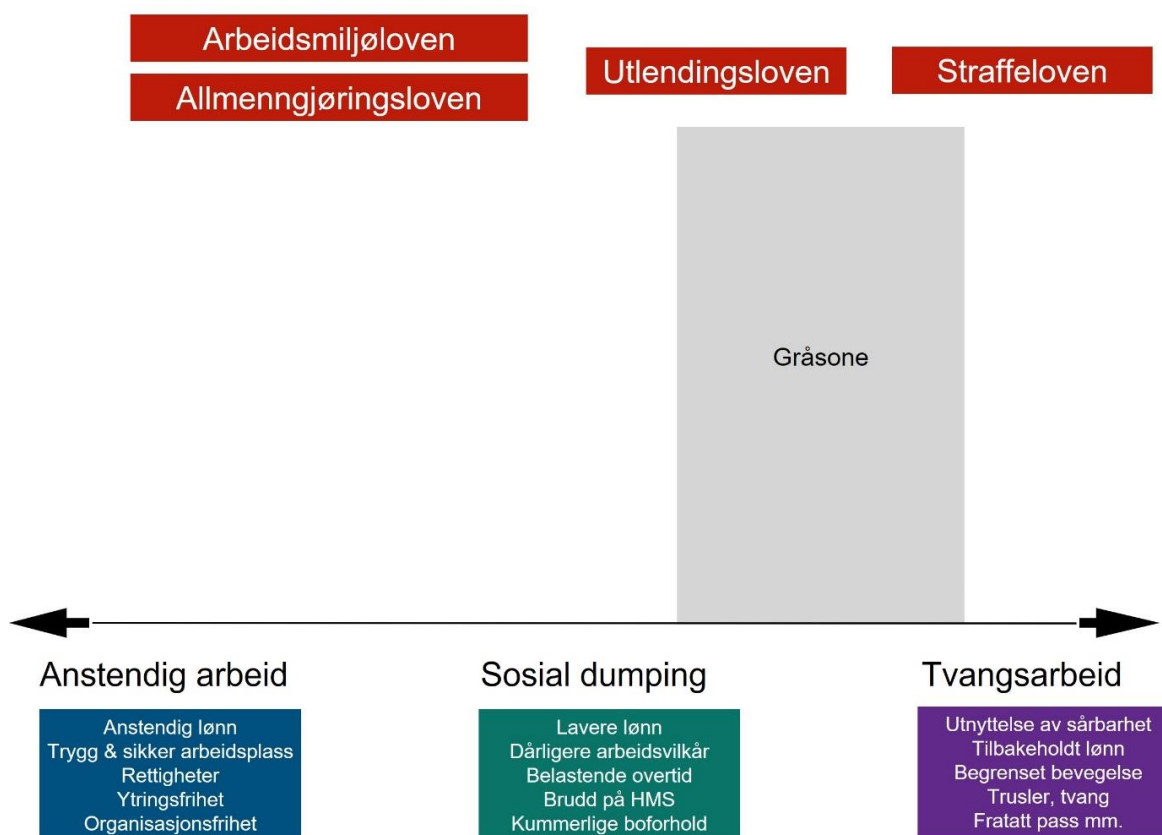 Arbeidsmiljøloven
Allmenngjøringsloven
Utlendingsloven
Straffeloven
Gråsone
Anstendig arbeid
Anstendig lønn
Trygg & sikker arbeidsplass
Rettigheter
Ytringsfrihet
Organisasjonsfrihet
Sosial dumping
Lavere lønn
Dårligere arbeidsvilkår
Belastende overtid
Brudd på HMS
Kummerlige boforhold
Tvangsarbeid
Utnyttelse av sårbarhet
Tilbakeholdt lønn
Begrenset bevegelse
Trusler, tvang
Fratatt pass mm.